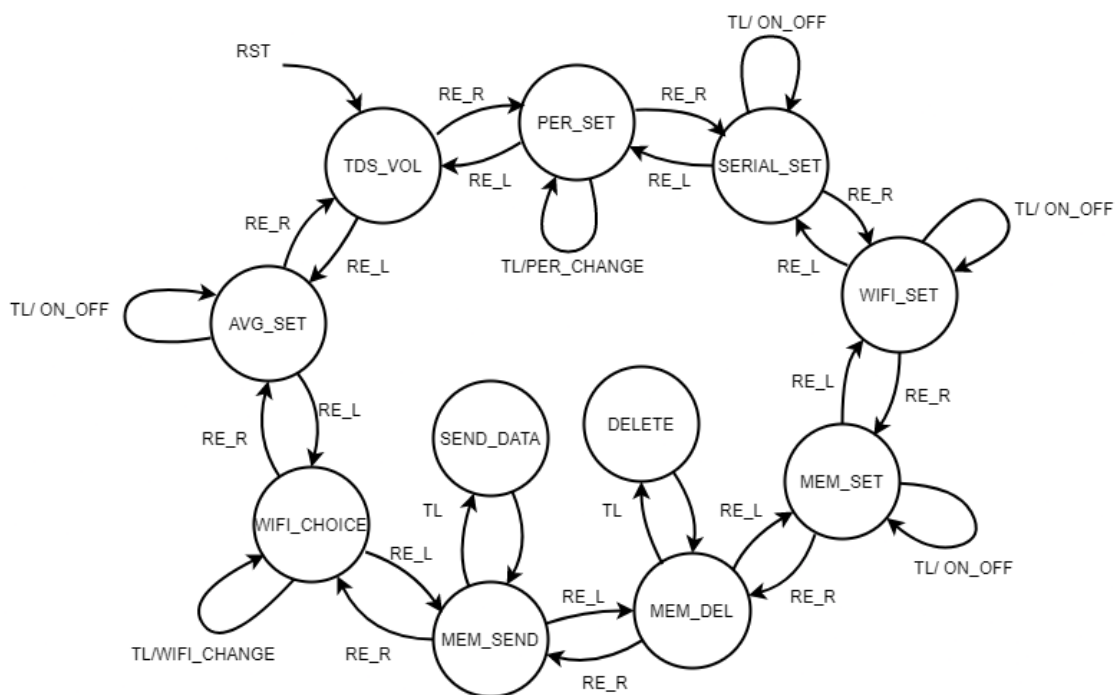 TL/ ON_OFF
RST
RE_R
PER_SET
RE_R
TDS_VOL
SERIAL_SET
RE_L
RE_L
RE_R
TL/ ON_OFF
RE_R
TL/PER_CHANGE
RE_L
RE_L
WIFI_SET
TL/ ON_OFF
AVG_SET
RE_L
RE_R
RE_L
RE_R
SEND_DATA
DELETE
MEM_SET
WIFI_CHOICE
TL
TL
RE_L
RE_L
TL/ ON_OFF
RE_L
RE_R
MEM_SEND
MEM_DEL
TL/WIFI_CHANGE
RE_R
RE_R